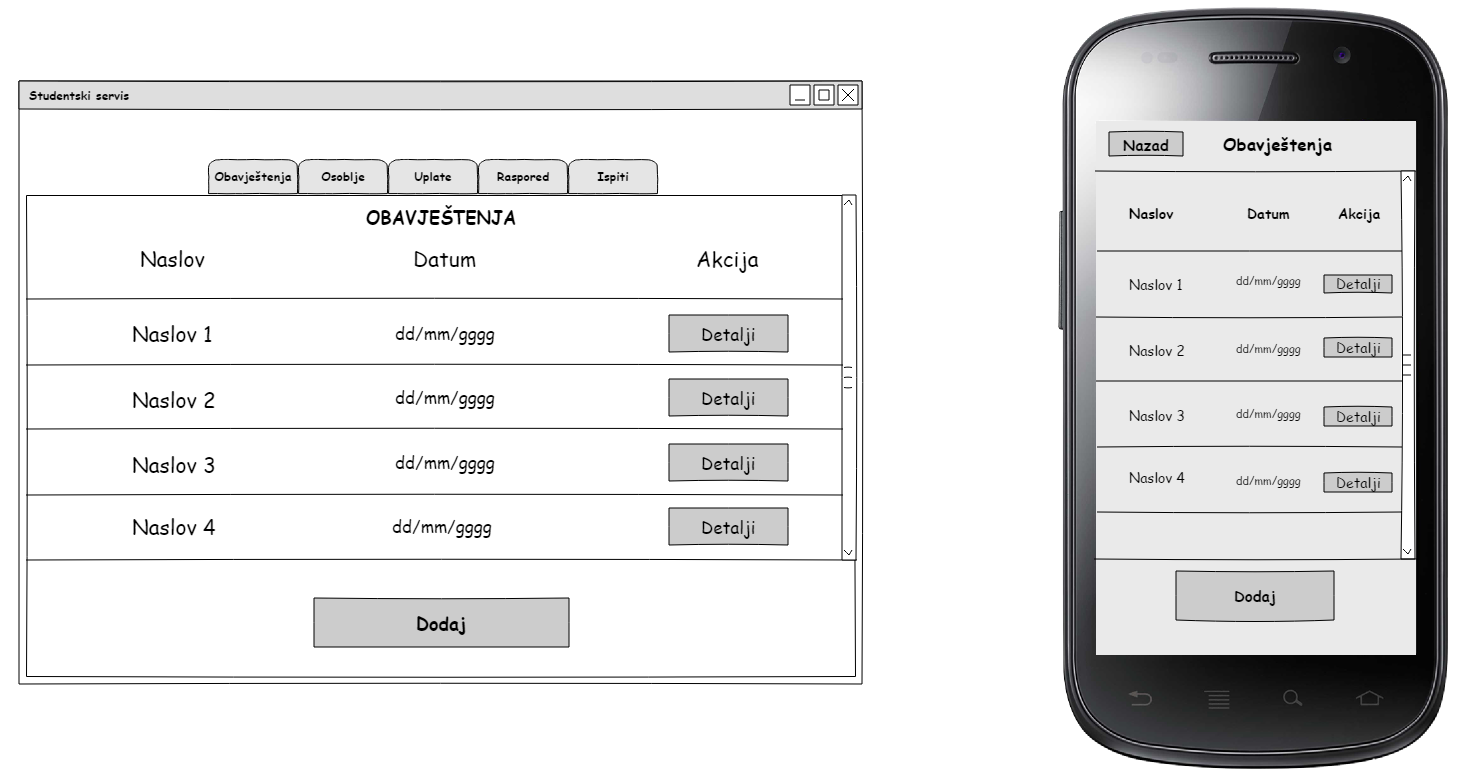 Studentski servis
Obavještenja Osoblje Uplate Raspored Ispiti
OBAVJEŠTENJA
Naslov Datum Akcija
Naslov 1 dd/mm/gggg Detalji
Naslov 2 dd/mm/gggg Detalji
Naslov 3 dd/mm/gggg Detalji
Naslov 4 dd/mm/gggg Detalji
Dodaj
Nazad Obavještenja
Naslov Datum Akcija
Naslov 1 dd/mm/gggg Detalji
Naslov 2 dd/mm/gggg Detalji
Naslov 3 dd/mm/gggg Detalji
Naslov 4 dd/mm/gggg Detalji
Dodaj